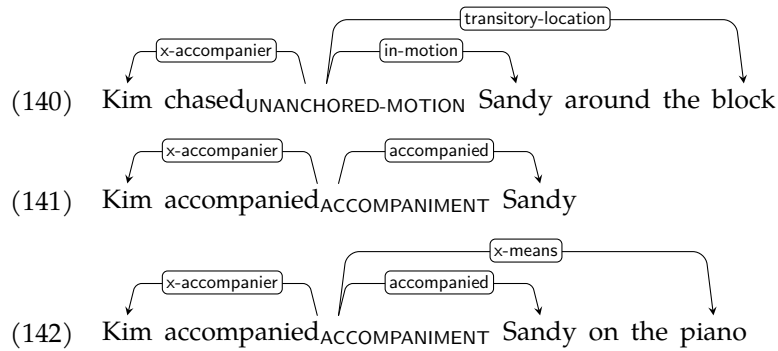 transitory-location
x-accompanier in-motion
(140) Kim chasedUNANCHORED-MOTION Sandy around the block
x-accompanier accompanied
(141) Kim accompaniedACCOMPANIMENT Sandy
x-means
x-accompanier accompanied
(142) Kim accompaniedACCOMPANIMENT Sandy on the piano